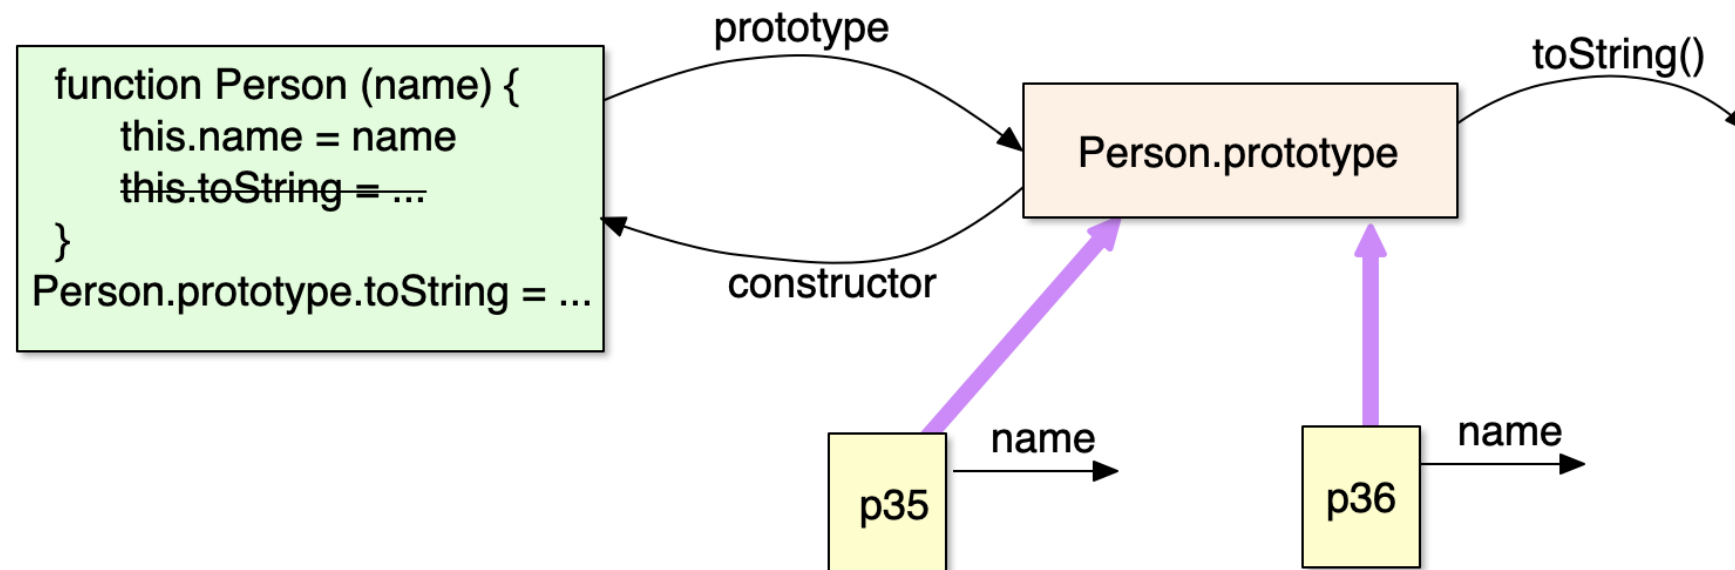 prototype
toString()
function Person (name) {
this.name = name
this.toString = ...
}
Person.prototype.toString = ...
Person.prototype
constructor
name
name
p35
p36